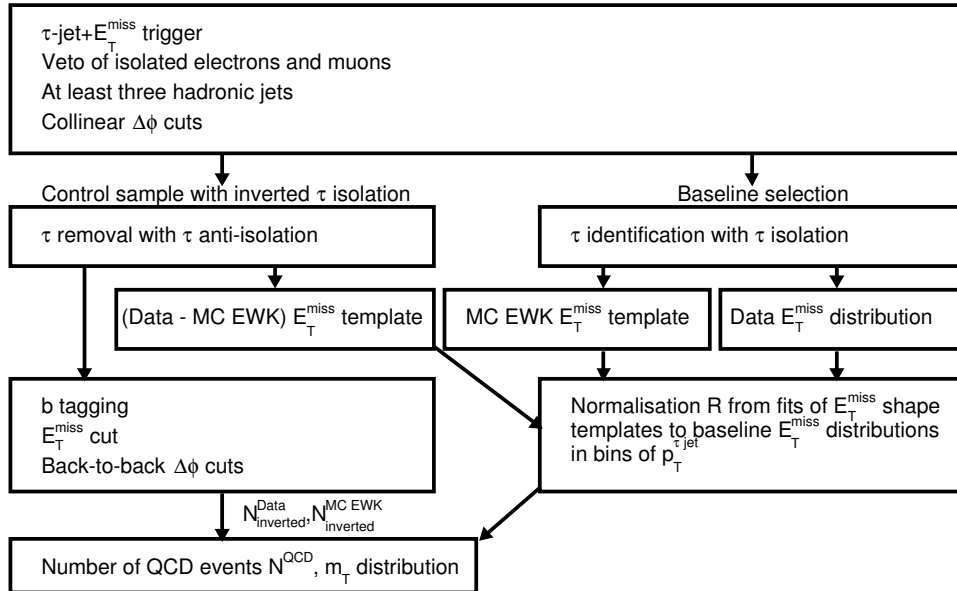 τ-jet+E_T^miss trigger
Veto of isolated electrons and muons
At least three hadronic jets
Collinear Δϕ cuts
Control sample with inverted τ isolation
Baseline selection
τ removal with τ anti-isolation
τ identification with τ isolation
(Data - MC EWK) E_T^miss template
MC EWK E_T^miss template
Data E_T^miss distribution
b tagging
E_T^miss cut
Back-to-back Δϕ cuts
Normalisation R from fits of E_T^miss shape
templates to baseline E_T^miss distributions
in bins of p_T^τ jet
N_inverted^Data, N_inverted^MC EWK
Number of QCD events N^QCD, m_T distribution